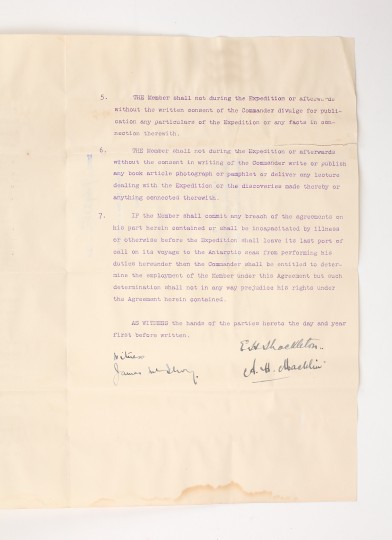 5. THE Member shall not during the Expedition or afterwards
without the written consent of the Commander divulge for publi-
cation any particulars of the Expedition or any facts in con-
nection therewith.
6. THE Member shall not during the Expedition or afterwards
without the consent in writing of the Commander write or publish
any book article photograph or pamphlet or deliver any lecture
dealing with the Expedition or the discoveries made thereby or
anything connected therewith.
7. If the Member shall commit any breach of the agreements on
his part herein contained or shall be incapacitated by illness
or otherwise before the Expedition shall leave its last port of
call on its voyage to the Antarctic seas from performing his
duties hereunder then the Commander shall be entitled to deter-
mine the employment of the Member under this Agreement but such
determination shall not in any way prejudice his rights under
the Agreement herein contained.
AS WITNESS the hands of the parties hereto the day and year
first before written.
E.H. Shackleton.
Witness
James
A. H. Macklin